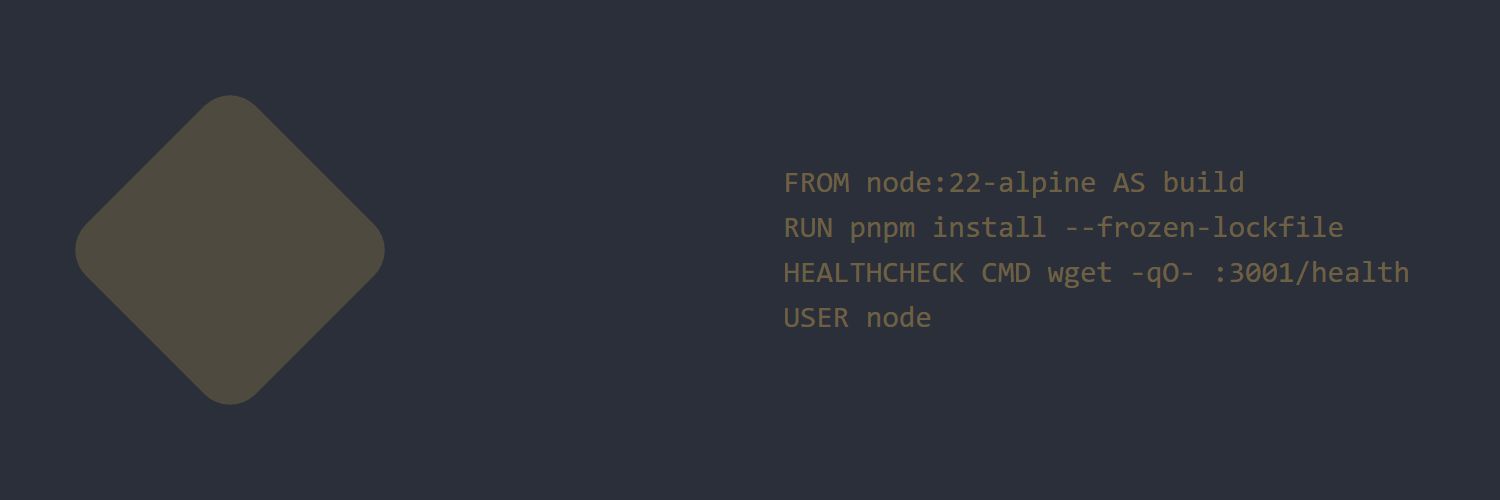 FROM node:22-alpine AS build
RUN pnpm install --frozen-lockfile
HEALTHCHECK CMD wget -qO- :3001/health
USER node